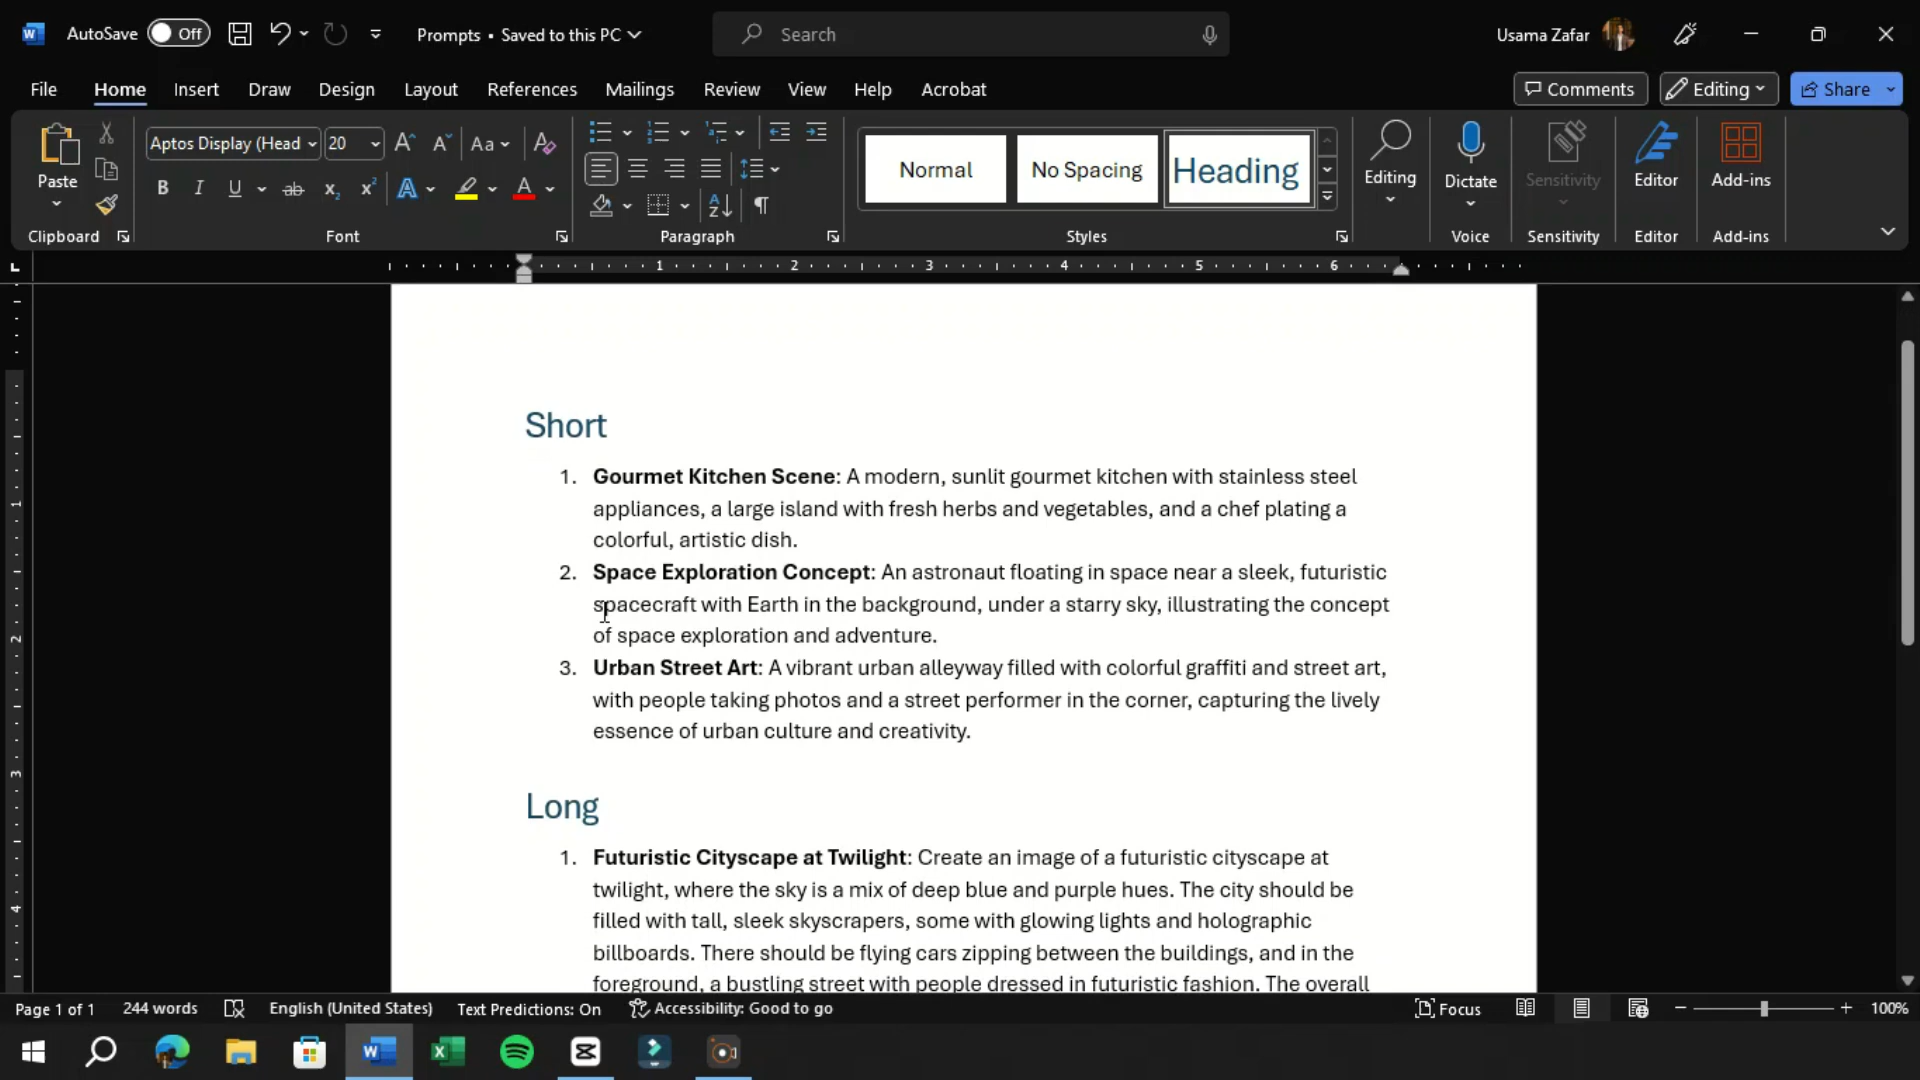 AutoSave Off Prompts • Saved to this PC Search Usama Zafar
File Home Insert Draw Design Layout References Mailings Review View Help Acrobat Comments Editing Share
Aptos Display (Head 20 Aa
Paste Normal No Spacing Heading Editing Dictate Sensitivity Editor Add-ins
Clipboard Font Paragraph Styles Voice Sensitivity Editor Add-ins
1 2 3 4 5 6
Short
1. Gourmet Kitchen Scene: A modern, sunlit gourmet kitchen with stainless steel
appliances, a large island with fresh herbs and vegetables, and a chef plating a
colorful, artistic dish.
2. Space Exploration Concept: An astronaut floating in space near a sleek, futuristic
spacecraft with Earth in the background, under a starry sky, illustrating the concept
of space exploration and adventure.
3. Urban Street Art: A vibrant urban alleyway filled with colorful graffiti and street art,
with people taking photos and a street performer in the corner, capturing the lively
essence of urban culture and creativity.
Long
1. Futuristic Cityscape at Twilight: Create an image of a futuristic cityscape at
twilight, where the sky is a mix of deep blue and purple hues. The city should be
filled with tall, sleek skyscrapers, some with glowing lights and holographic
billboards. There should be flying cars zipping between the buildings, and in the
foreground, a bustling street with people dressed in futuristic fashion. The overall
Page 1 of 1 244 words English (United States) Text Predictions: On Accessibility: Good to go Focus 100%